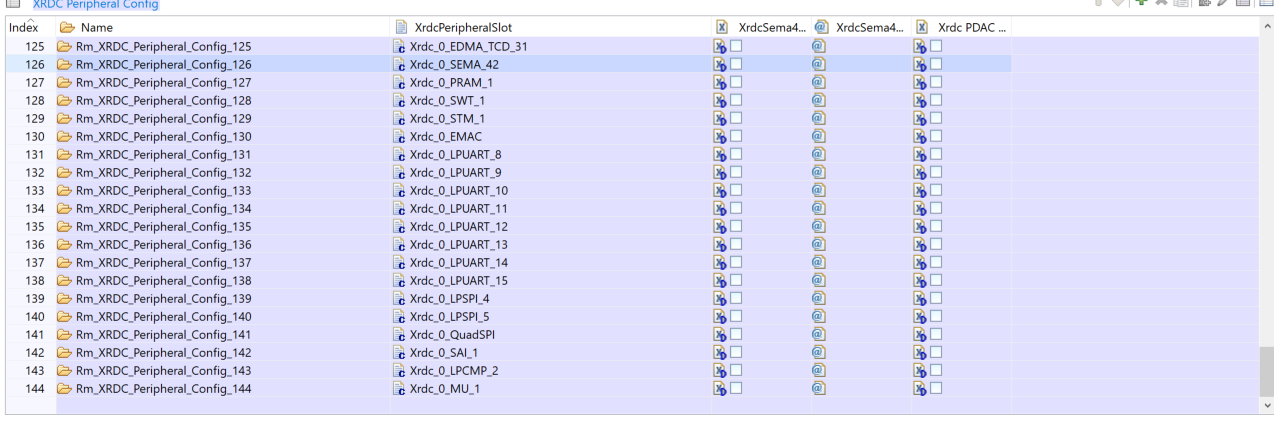 XRDC Peripheral Config
Index Name XrdcPeripheralSlot XrdcSema4... XrdcSema4... Xrdc PDAC ...
125 Rm_XRDC_Peripheral_Config_125 Xrdc_0_EDMA_TCD_31
126 Rm_XRDC_Peripheral_Config_126 Xrdc_0_SEMA_42
127 Rm_XRDC_Peripheral_Config_127 Xrdc_0_PRAM_1
128 Rm_XRDC_Peripheral_Config_128 Xrdc_0_SWT_1
129 Rm_XRDC_Peripheral_Config_129 Xrdc_0_STM_1
130 Rm_XRDC_Peripheral_Config_130 Xrdc_0_EMAC
131 Rm_XRDC_Peripheral_Config_131 Xrdc_0_LPUART_8
132 Rm_XRDC_Peripheral_Config_132 Xrdc_0_LPUART_9
133 Rm_XRDC_Peripheral_Config_133 Xrdc_0_LPUART_10
134 Rm_XRDC_Peripheral_Config_134 Xrdc_0_LPUART_11
135 Rm_XRDC_Peripheral_Config_135 Xrdc_0_LPUART_12
136 Rm_XRDC_Peripheral_Config_136 Xrdc_0_LPUART_13
137 Rm_XRDC_Peripheral_Config_137 Xrdc_0_LPUART_14
138 Rm_XRDC_Peripheral_Config_138 Xrdc_0_LPUART_15
139 Rm_XRDC_Peripheral_Config_139 Xrdc_0_LPSPI_4
140 Rm_XRDC_Peripheral_Config_140 Xrdc_0_LPSPI_5
141 Rm_XRDC_Peripheral_Config_141 Xrdc_0_QuadSPI
142 Rm_XRDC_Peripheral_Config_142 Xrdc_0_SAI_1
143 Rm_XRDC_Peripheral_Config_143 Xrdc_0_LPCMP_2
144 Rm_XRDC_Peripheral_Config_144 Xrdc_0_MU_1